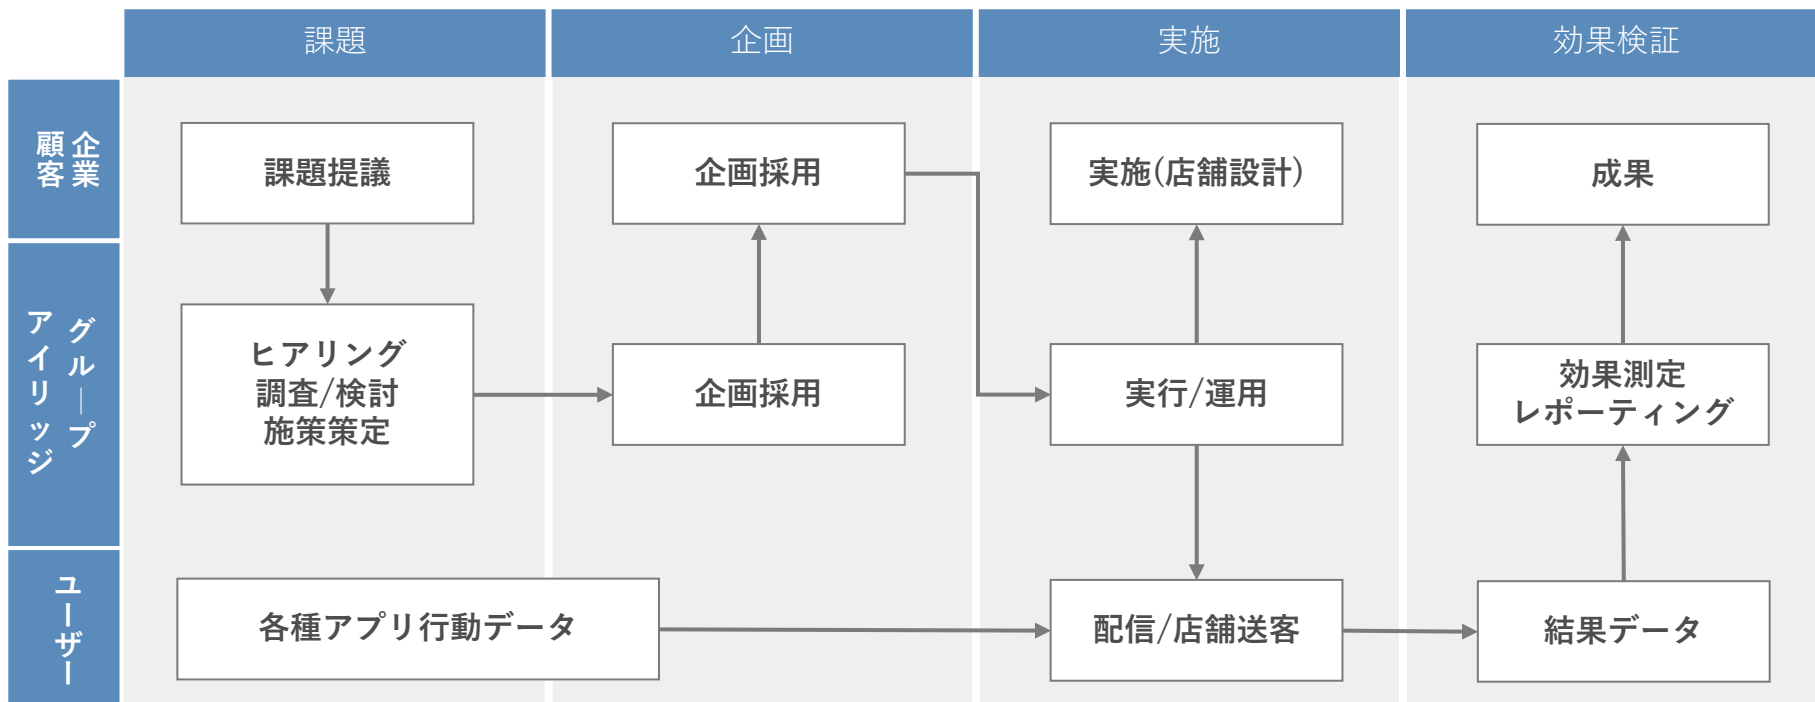 課題
企画
実施
効果検証
企業
顧客
課題提議
企画採用
実施(店舗設計)
成果
アイリッジ
グループ
ヒアリング
調査/検討
施策策定
企画採用
実行/運用
効果測定
レポーティング
ユーザー
各種アプリ行動データ
配信/店舗送客
結果データ